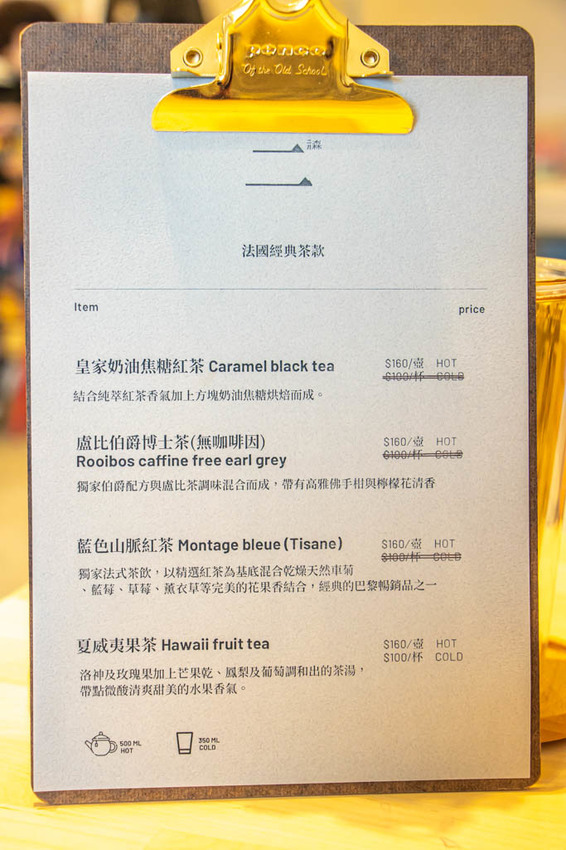 ponco
Of the Old School
森
法國經典茶款
Item price
皇家奶油焦糖紅茶 Caramel black tea $160/壺 HOT
$100/杯 COLD
結合純萃紅茶香氣加上方塊奶油焦糖烘焙而成。
盧比伯爵博士茶(無咖啡因) $160/壺 HOT
Rooibos caffine free earl grey $100/杯 COLD
獨家伯爵配方與盧比茶調味混合而成，帶有高雅佛手柑與檸檬花清香
藍色山脈紅茶 Montage bleue (Tisane) $160/壺 HOT
$100/杯 COLD
獨家法式茶飲，以精選紅茶為基底混合乾燥天然車菊
、藍莓、草莓、薰衣草等完美的花果香結合，經典的巴黎暢銷品之一
夏威夷果茶 Hawaii fruit tea $160/壺 HOT
$100/杯 COLD
洛神及玫瑰果加上芒果乾、鳳梨及葡萄調和出的茶湯，
帶點微酸清爽甜美的水果香氣。
500 ML 350 ML
HOT COLD